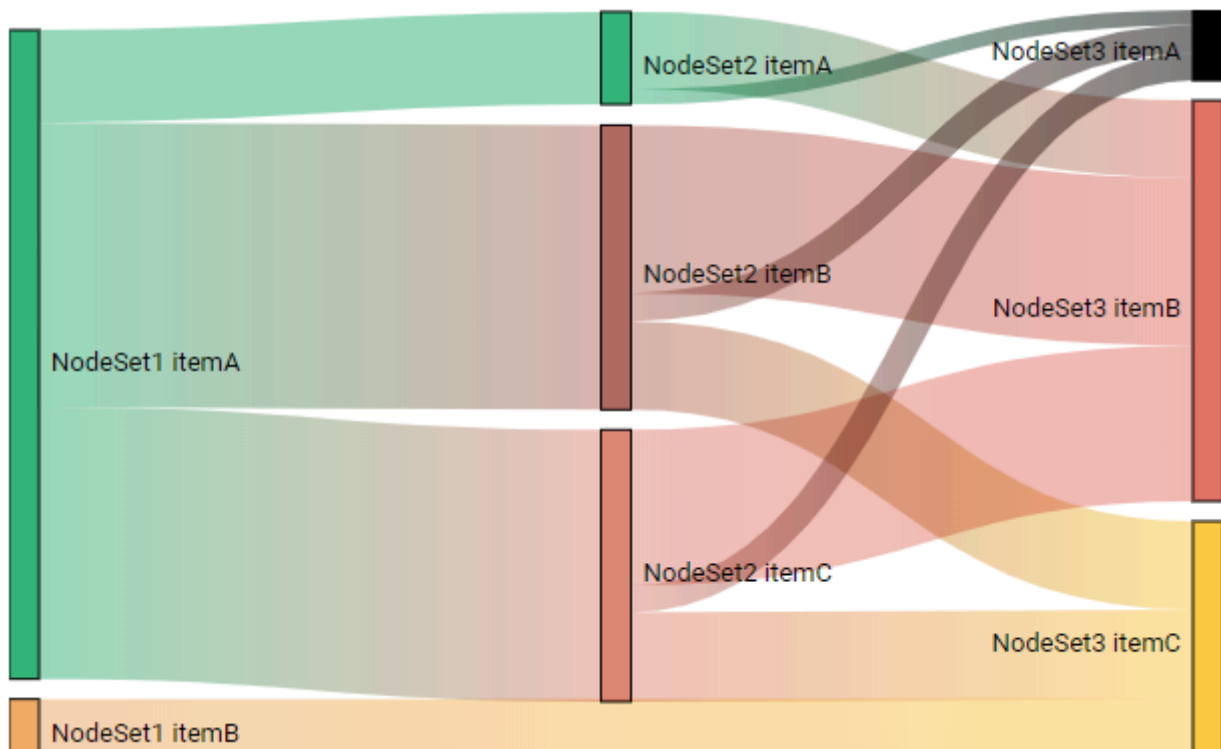 NodeSet3 itemA
NodeSet2 itemA
NodeSet2 itemB
NodeSet3 itemB
NodeSet1 itemA
NodeSet2 itemC
NodeSet3 itemC
NodeSet1 itemB